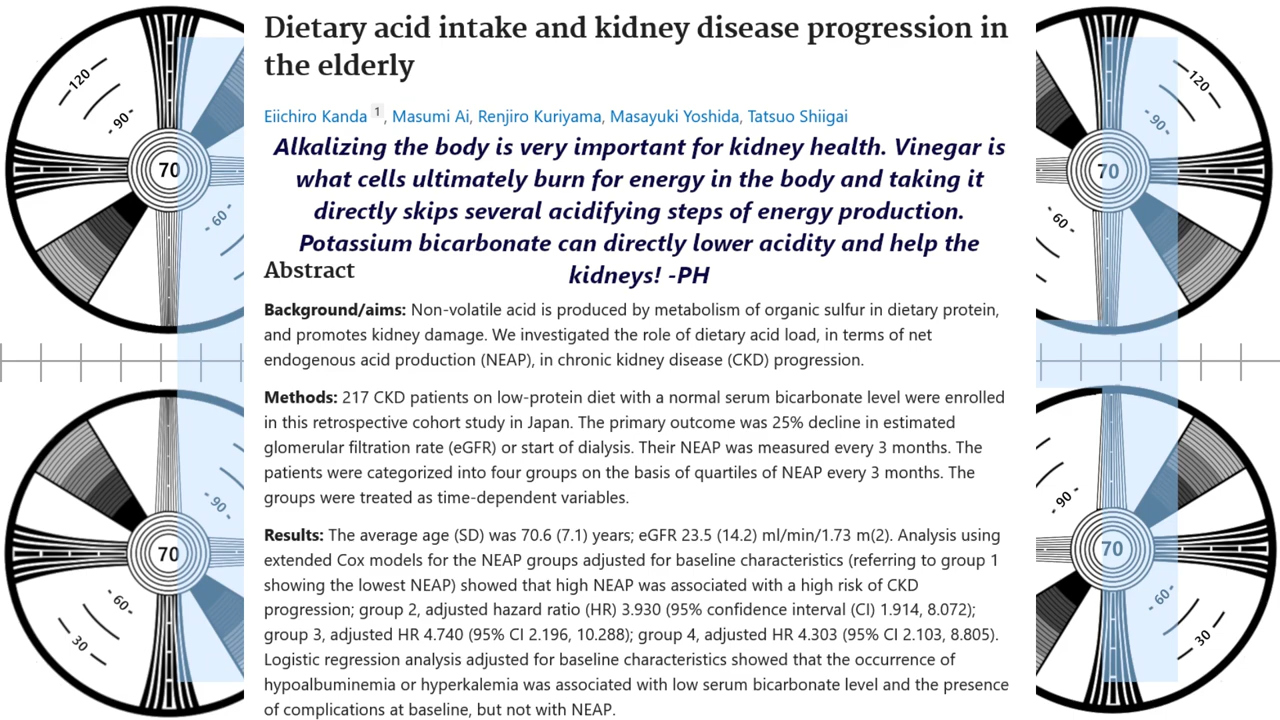 Dietary acid intake and kidney disease progression in
the elderly
Eiichiro Kanda 1, Masumi Ai, Renjiro Kuriyama, Masayuki Yoshida, Tatsuo Shiigai
Alkalizing the body is very important for kidney health. Vinegar is
what cells ultimately burn for energy in the body and taking it
directly skips several acidifying steps of energy production.
Potassium bicarbonate can directly lower acidity and help the
kidneys! -PH
Abstract
Background/aims: Non-volatile acid is produced by metabolism of organic sulfur in dietary protein,
and promotes kidney damage. We investigated the role of dietary acid load, in terms of net
endogenous acid production (NEAP), in chronic kidney disease (CKD) progression.
Methods: 217 CKD patients on low-protein diet with a normal serum bicarbonate level were enrolled
in this retrospective cohort study in Japan. The primary outcome was 25% decline in estimated
glomerular filtration rate (eGFR) or start of dialysis. Their NEAP was measured every 3 months. The
patients were categorized into four groups on the basis of quartiles of NEAP every 3 months. The
groups were treated as time-dependent variables.
Results: The average age (SD) was 70.6 (7.1) years; eGFR 23.5 (14.2) ml/min/1.73 m(2). Analysis using
extended Cox models for the NEAP groups adjusted for baseline characteristics (referring to group 1
showing the lowest NEAP) showed that high NEAP was associated with a high risk of CKD
progression; group 2, adjusted hazard ratio (HR) 3.930 (95% confidence interval (CI) 1.914, 8.072);
group 3, adjusted HR 4.740 (95% CI 2.196, 10.288); group 4, adjusted HR 4.303 (95% CI 2.103, 8.805).
Logistic regression analysis adjusted for baseline characteristics showed that the occurrence of
hypoalbuminemia or hyperkalemia was associated with low serum bicarbonate level and the presence
of complications at baseline, but not with NEAP.
120
- 90 -
70
- 60 -
120
- 90 -
70
- 60 -
- 90 -
70
- 60 -
30
- 90 -
70
- 60 -
30